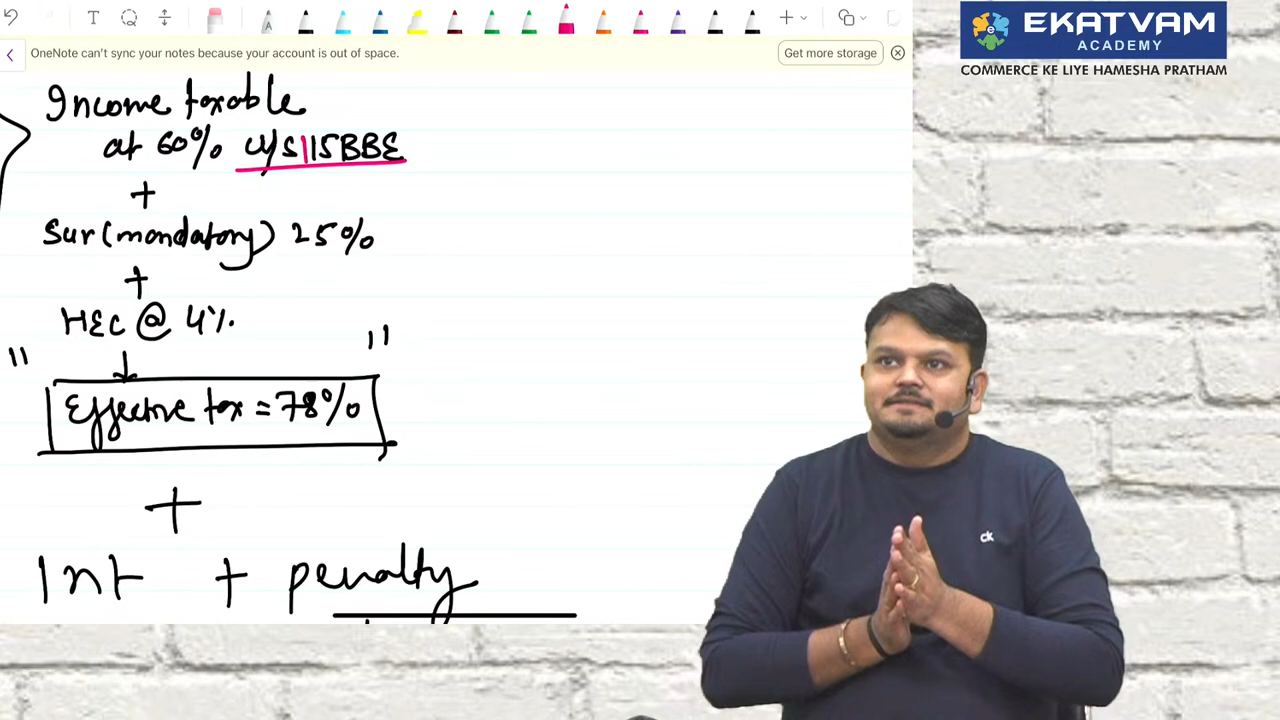 OneNote can't sync your notes because your account is out of space.
Get more storage
EKATVAM
ACADEMY
COMMERCE KE LIYE HAMESHA PRATHAM
Income taxable
at 60% u/s 115BBE
+
Sur (mandatory) 25%
+
HEC @ 4%
" Effective tax = 78% "
+
Int + penalty
ck